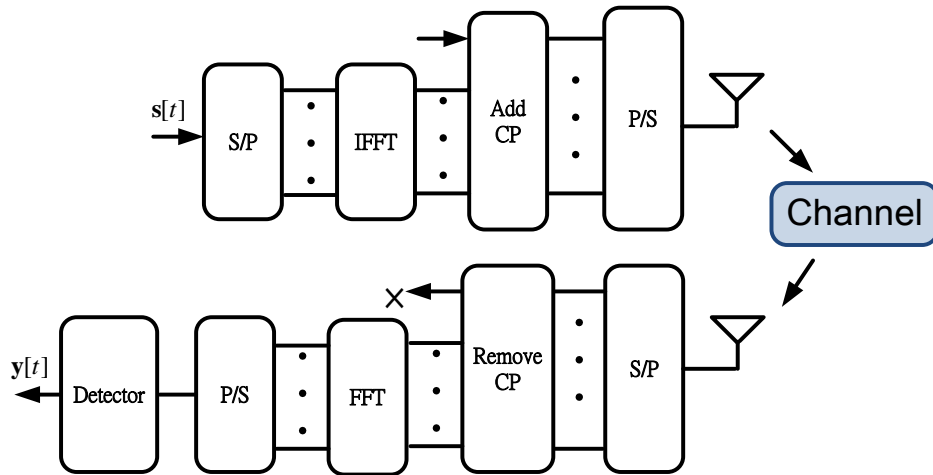 s[t]
S/P
IFFT
Add
CP
P/S
Channel
y[t]
Detector
P/S
FFT
Remove
CP
S/P